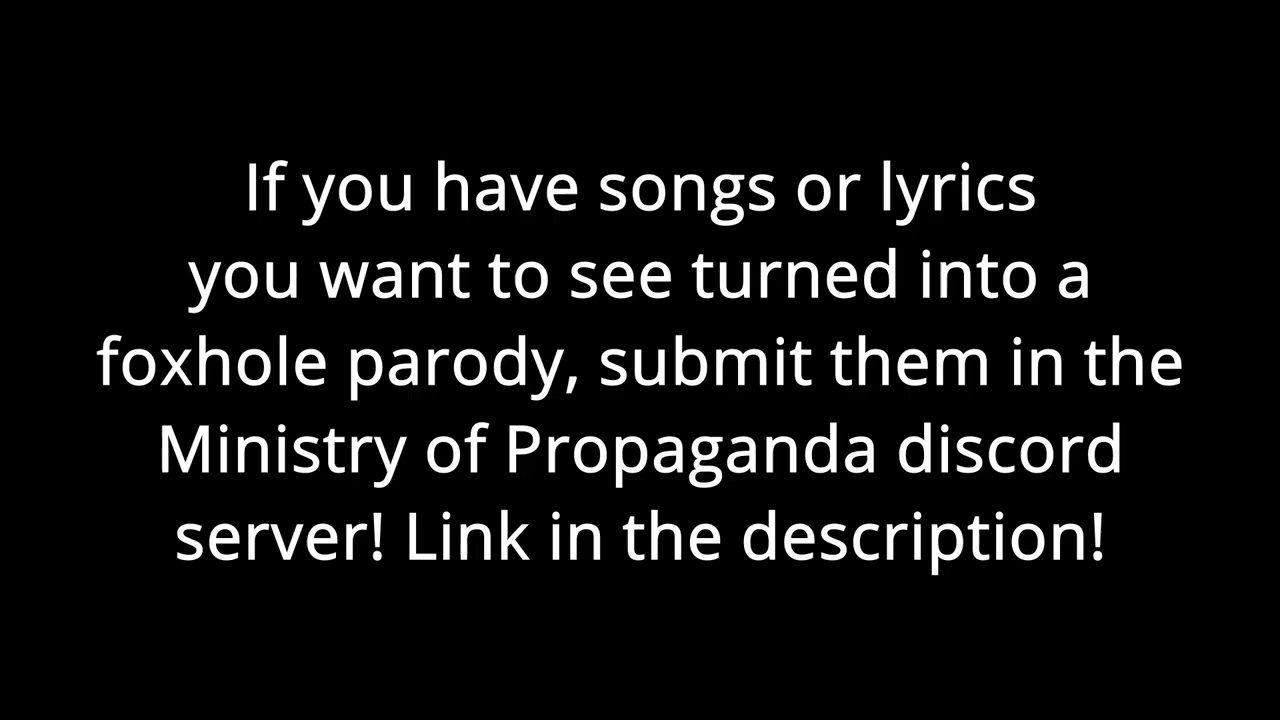 If you have songs or lyrics
you want to see turned into a
foxhole parody, submit them in the
Ministry of Propaganda discord
server! Link in the description!